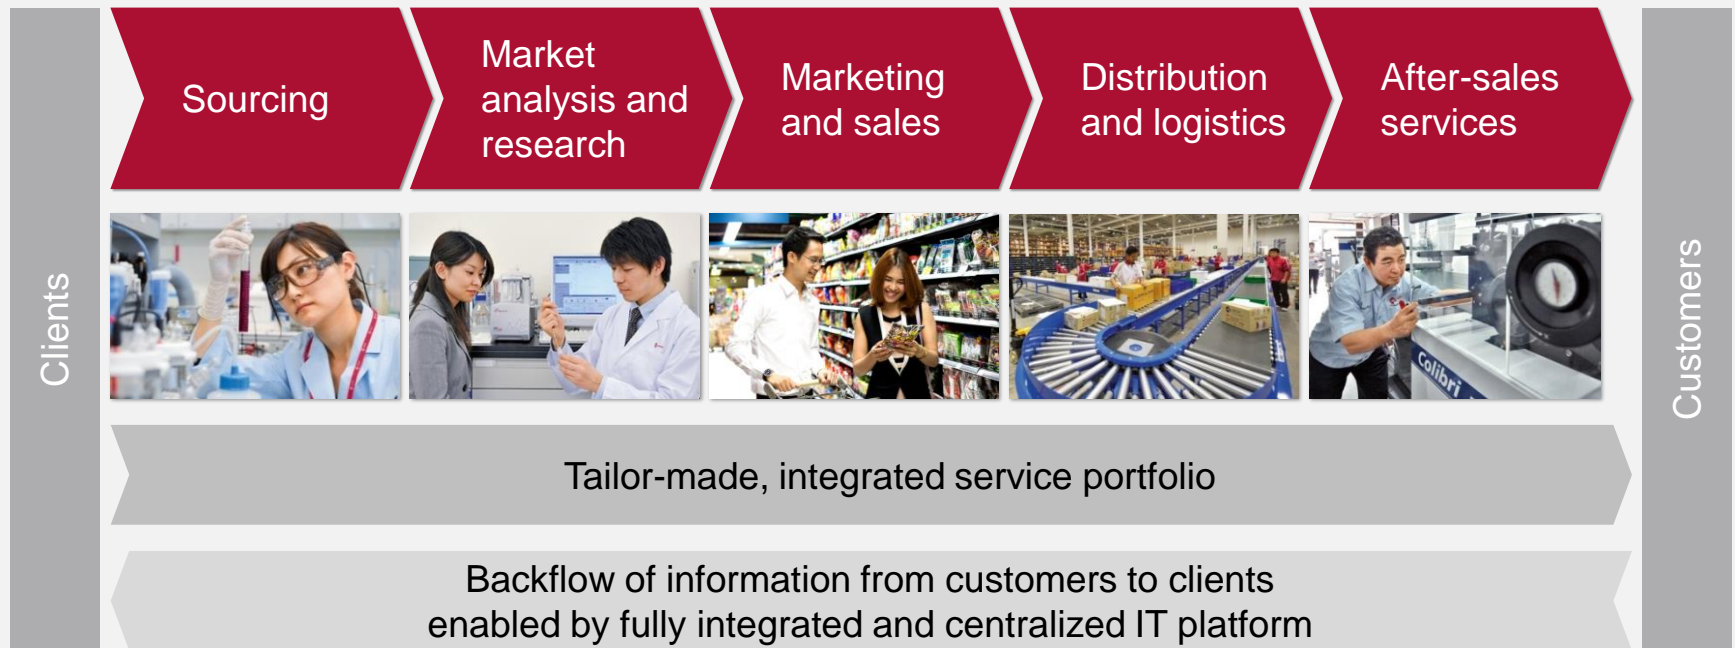 Clients
Sourcing
Market
analysis and
research
Marketing
and sales
Distribution
and logistics
After-sales
services
Customers
Colibri
Tailor-made, integrated service portfolio
Backflow of information from customers to clients
enabled by fully integrated and centralized IT platform